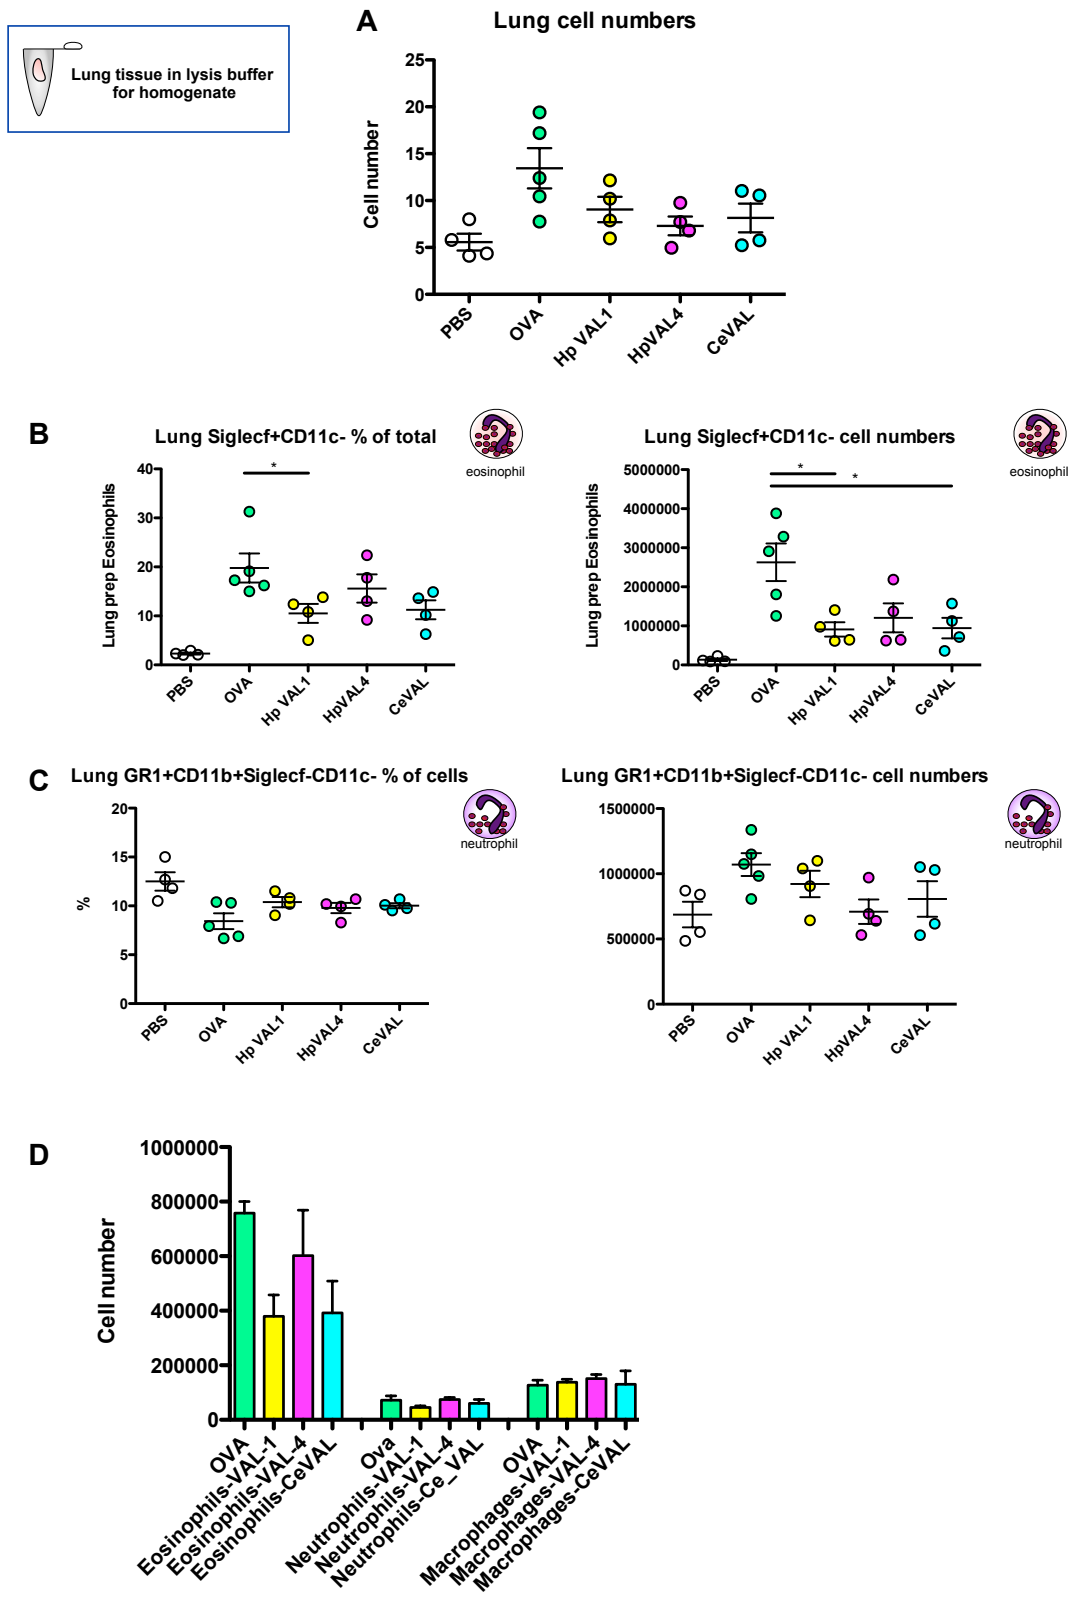 A
Lung cell numbers
Lung tissue in lysis buffer
for homogenate
Cell number
25
20
15
10
5
0
PBS
OVA
Hp VAL1
HpVAL4
CeVAL
B
Lung Siglecf+CD11c- % of total
eosinophil
Lung prep Eosinophils
40
30
20
10
0
*
PBS
OVA
Hp VAL1
HpVAL4
CeVAL
Lung Siglecf+CD11c- cell numbers
eosinophil
Lung prep Eosinophils
5000000
4000000
3000000
2000000
1000000
0
*
*
PBS
OVA
Hp VAL1
HpVAL4
CeVAL
C
Lung GR1+CD11b+Siglecf-CD11c- % of cells
neutrophil
%
20
15
10
5
0
PBS
OVA
Hp VAL1
HpVAL4
CeVAL
Lung GR1+CD11b+Siglecf-CD11c- cell numbers
neutrophil
1500000
1000000
500000
0
PBS
OVA
Hp VAL1
HpVAL4
CeVAL
D
Cell number
1000000
800000
600000
400000
200000
0
OVA
Eosinophils-VAL-1
Eosinophils-VAL-4
Eosinophils-CeVAL
Ova
Neutrophils-VAL-1
Neutrophils-VAL-4
Neutrophils-Ce_VAL
OVA
Macrophages-VAL-1
Macrophages-VAL-4
Macrophages-CeVAL